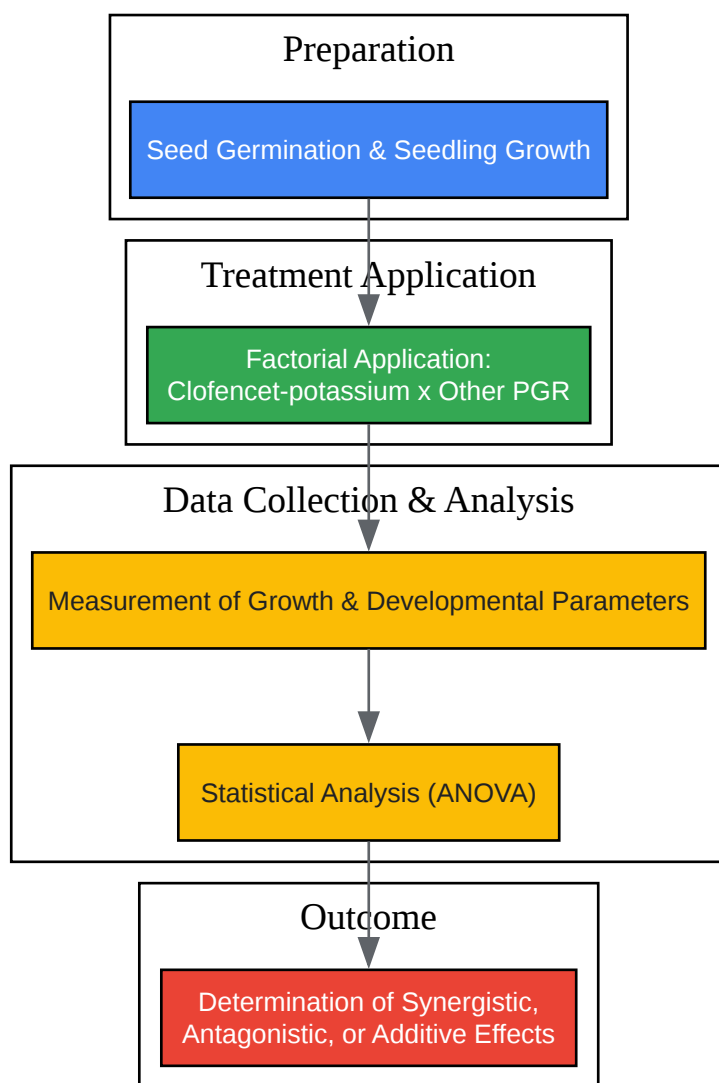 Preparation
Seed Germination & Seedling Growth
Treatment Application
Factorial Application:
Clofencet-potassium x Other PGR
Data Collection & Analysis
Measurement of Growth & Developmental Parameters
Statistical Analysis (ANOVA)
Outcome
Determination of Synergistic,
Antagonistic, or Additive Effects